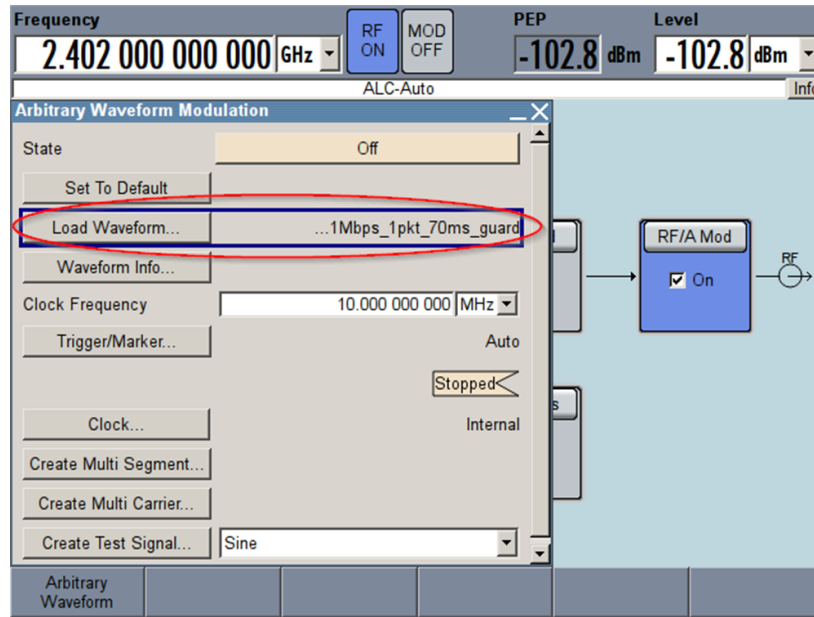 Frequency
RF ON
MOD OFF
PEP
Level
2.402 000 000 000 GHz
-102.8 dBm
-102.8 dBm
ALC-Auto
Info
Arbitrary Waveform Modulation
State
Off
Set To Default
Load Waveform...
...1Mbps_1pkt_70ms_guard
RF/A Mod
RF
Waveform Info...
On
Clock Frequency
10.000 000 000 MHz
Trigger/Marker...
Auto
Stopped
s
Clock...
Internal
Create Multi Segment...
Create Multi Carrier...
Create Test Signal...
Sine
Arbitrary
Waveform